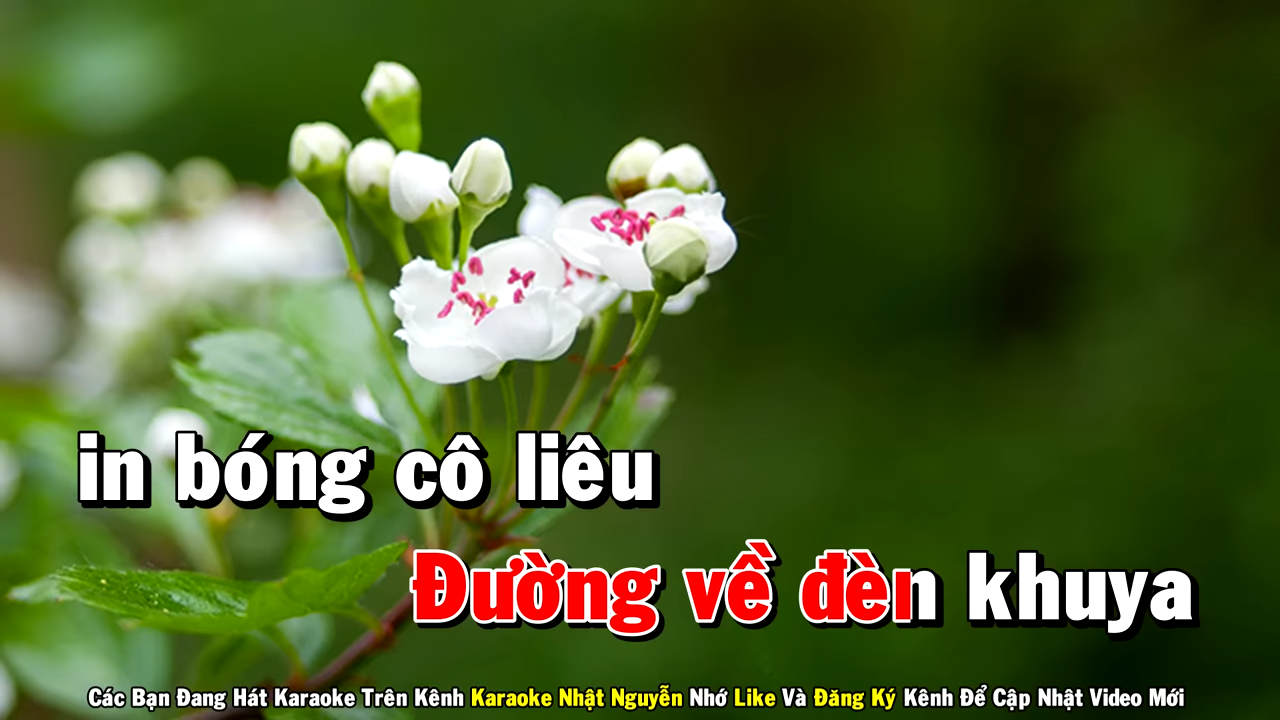 in bóng cô liêu
Đường về đèn khuya
Các Bạn Đang Hát Karaoke Trên Kênh Karaoke Nhật Nguyễn Nhớ Like Và Đăng Ký Kênh Để Cập Nhật Video Mới